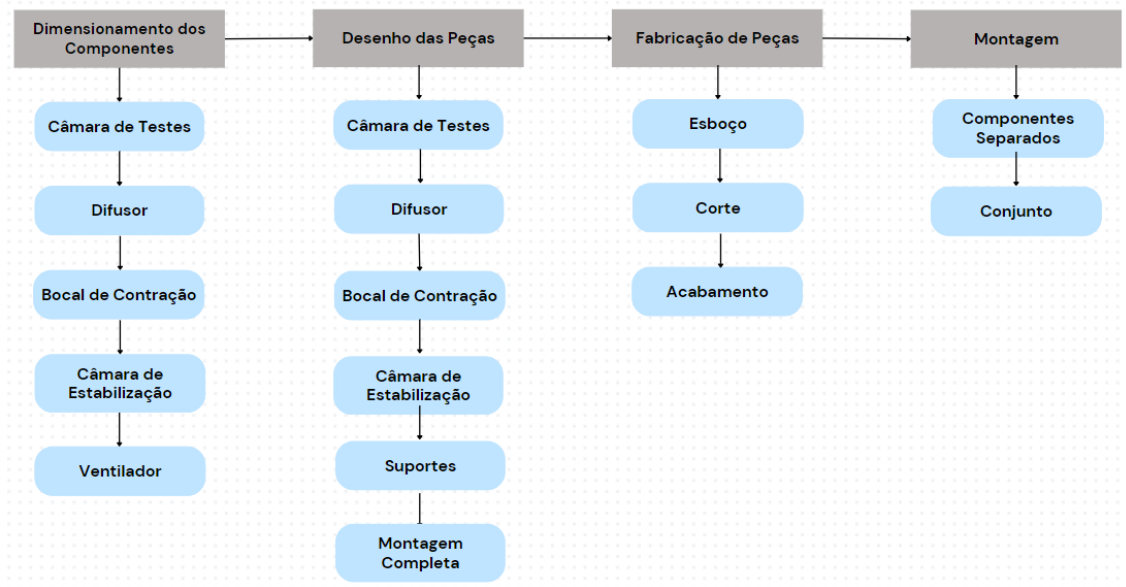 Dimensionamento dos
Componentes
Desenho das Peças
Fabricação de Peças
Montagem
Câmara de Testes
Difusor
Bocal de Contração
Câmara de
Estabilização
Ventilador
Câmara de Testes
Difusor
Bocal de Contração
Câmara de
Estabilização
Suportes
Montagem
Completa
Esboço
Corte
Acabamento
Componentes
Separados
Conjunto